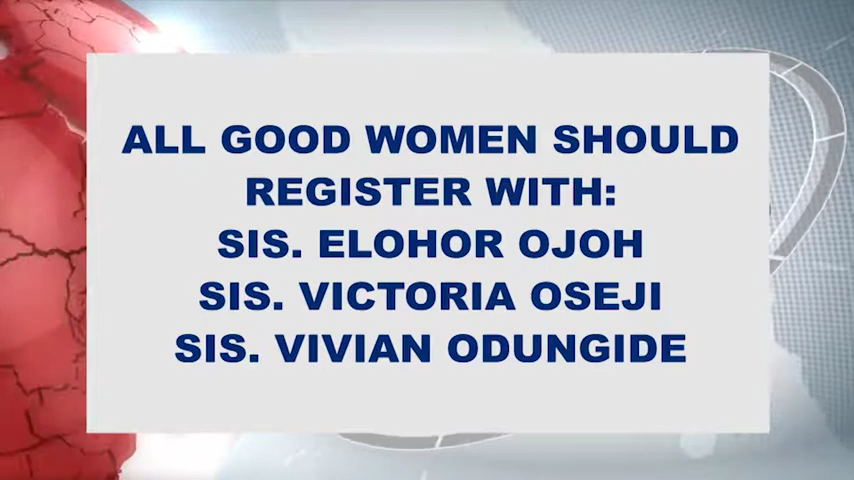 ALL GOOD WOMEN SHOULD
REGISTER WITH:
SIS. ELOHOR OJOH
SIS. VICTORIA OSEJI
SIS. VIVIAN ODUNGIDE